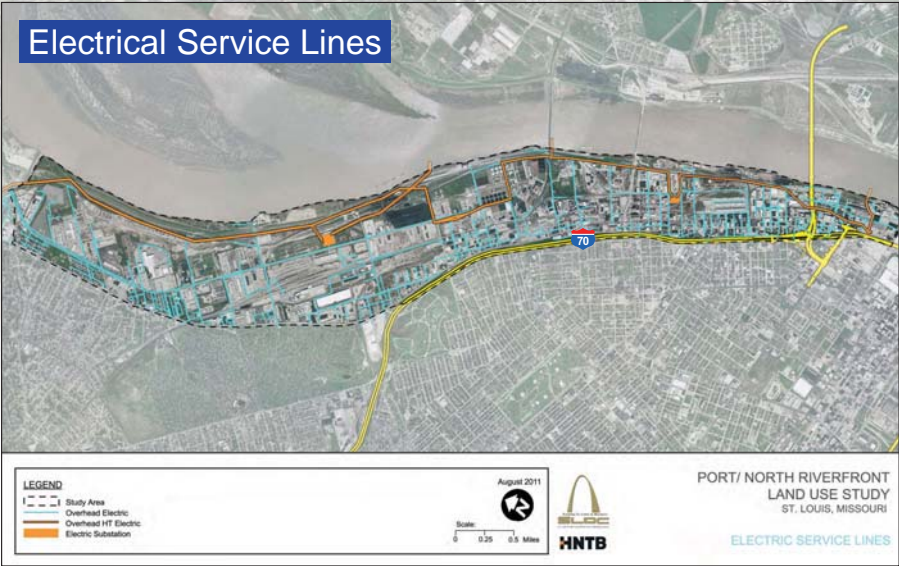 Electrical Service Lines
70
LEGEND
Study Area
Overhead Electric
Overhead HT Electric
Electric Substation
August 2011
Scale:
0 0.25 0.5 Miles
SLDC
HNTB
PORT/ NORTH RIVERFRONT
LAND USE STUDY
ST. LOUIS, MISSOURI
ELECTRIC SERVICE LINES